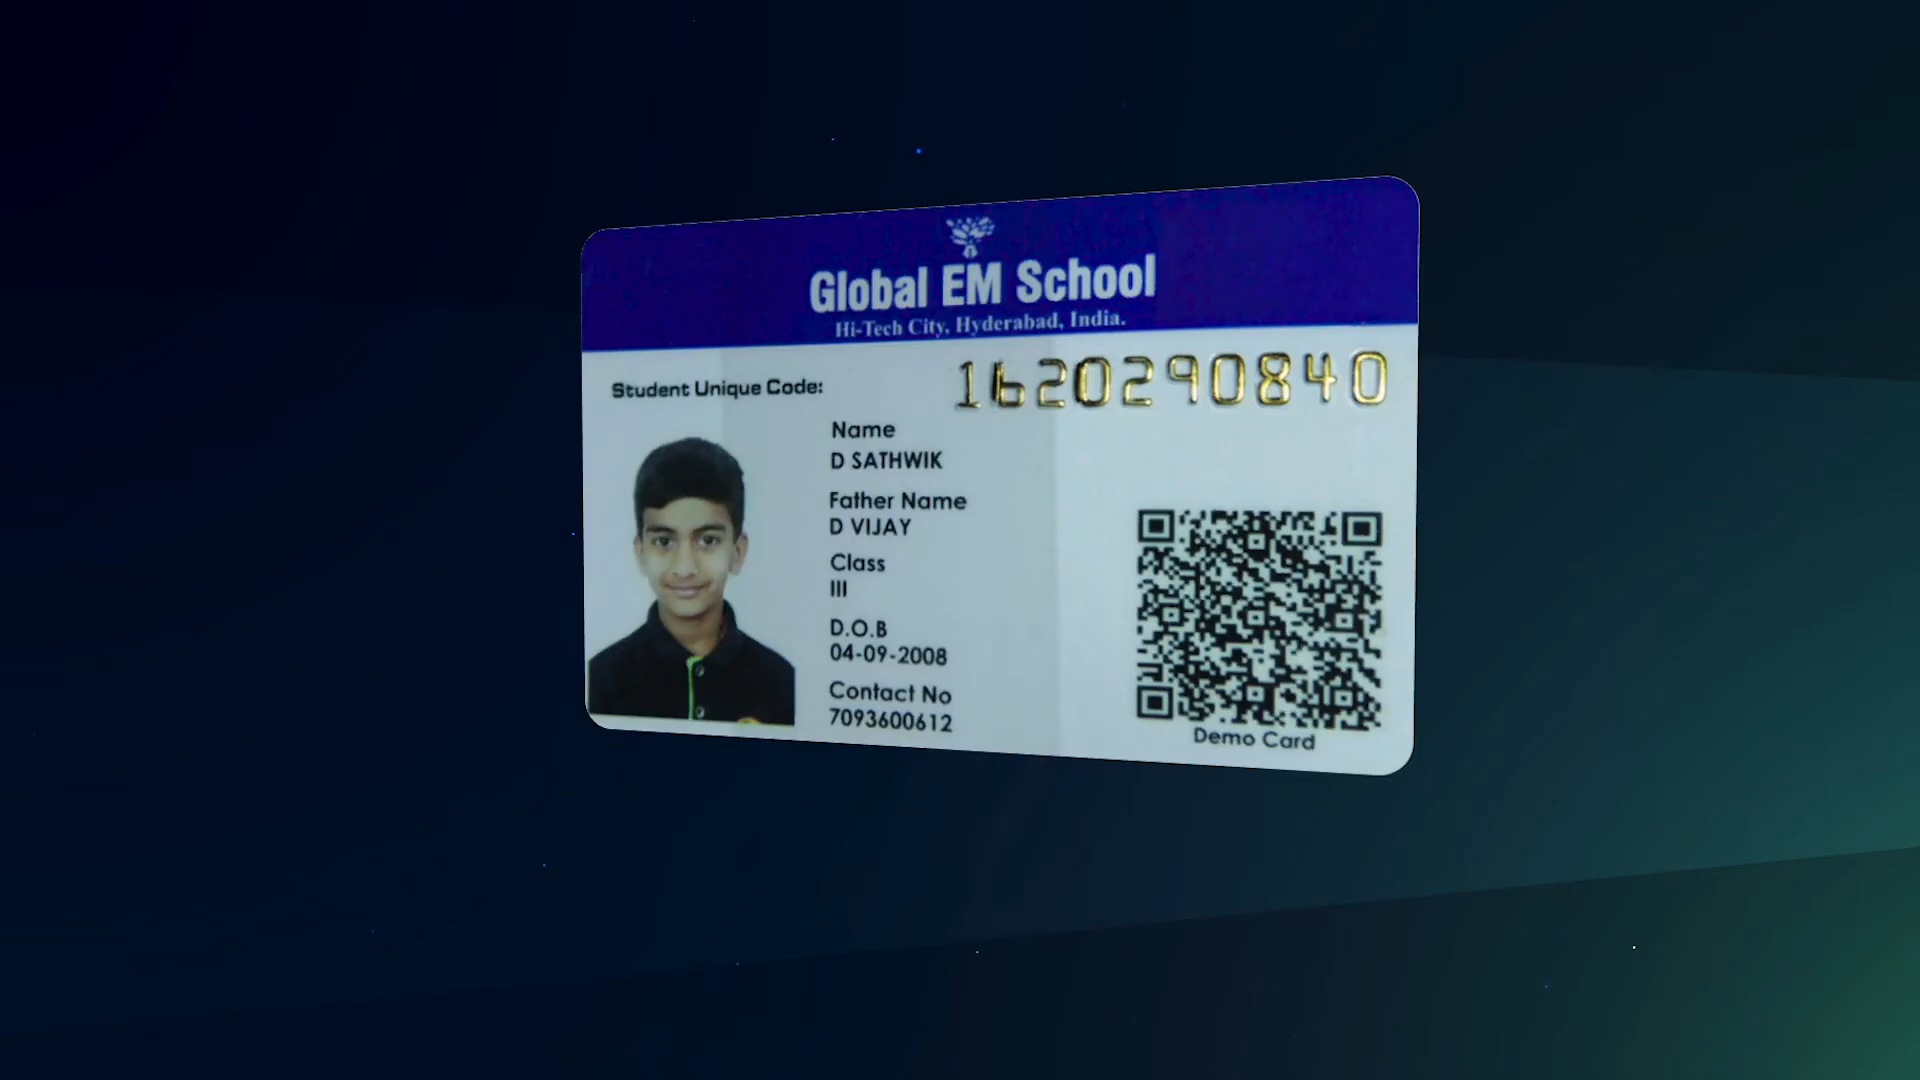 Global EM School
Hi-Tech City, Hyderabad, India.
Student Unique Code:
1620290840
Name
D SATHWIK
Father Name
D VIJAY
Class
III
D.O.B
04-09-2008
Contact No
7093600612
Demo Card